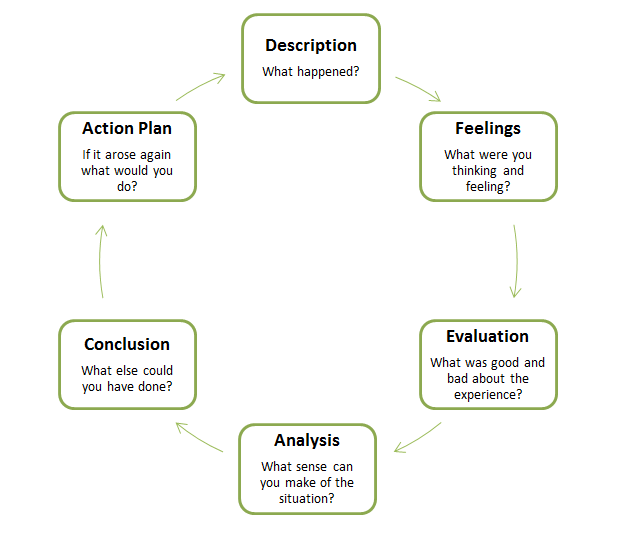 Description
What happened?
Feelings
What were you
thinking and
feeling?
Evaluation
What was good and
bad about the
experience?
Analysis
What sense can
you make of the
situation?
Conclusion
What else could
you have done?
Action Plan
If it arose again
what would you
do?